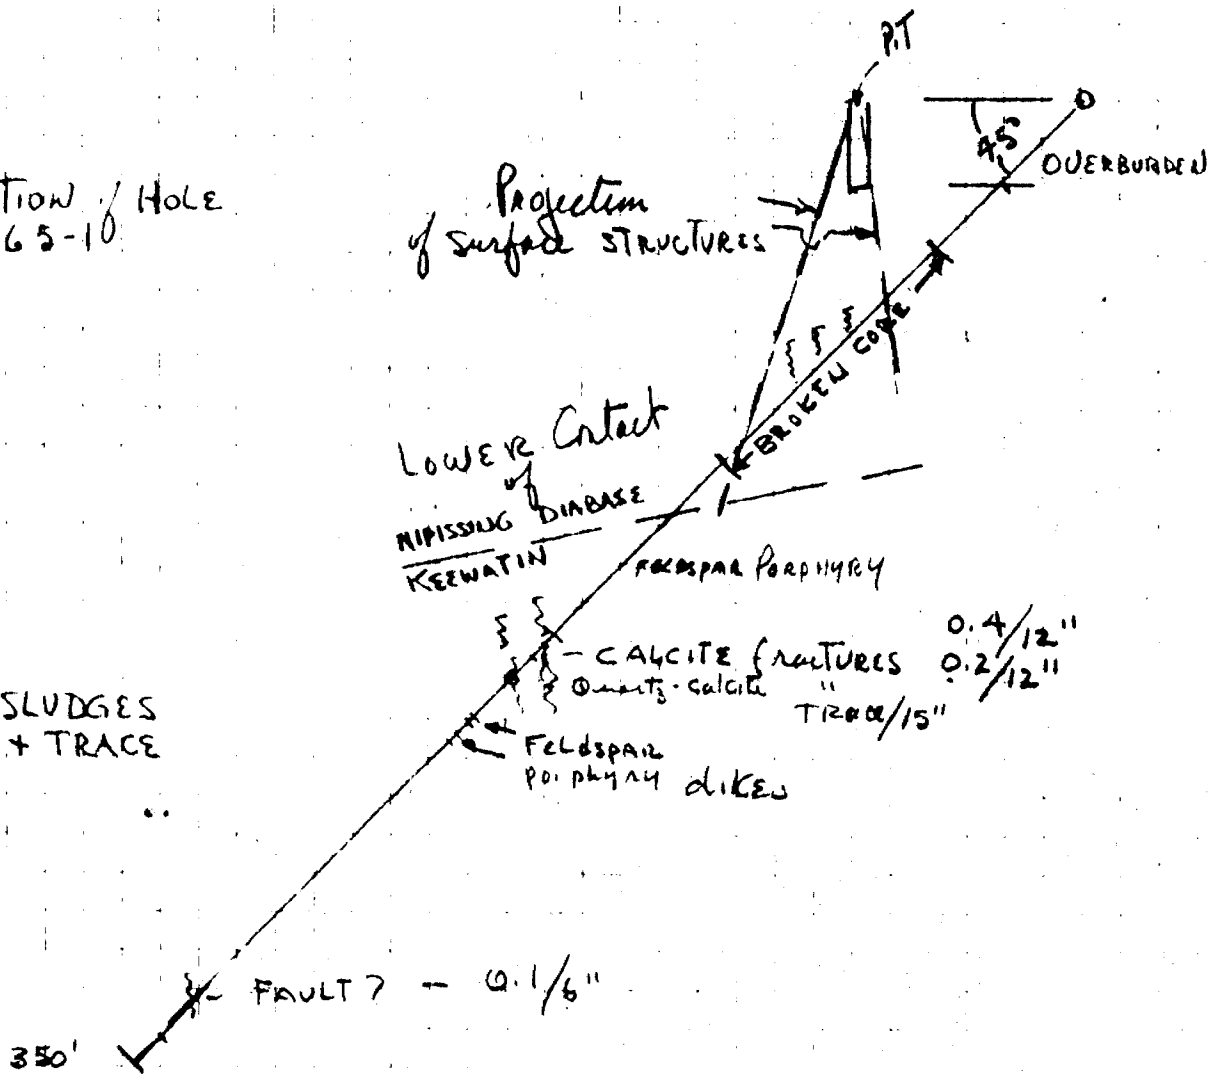 PIT
45°
OVERBURDEN
TION of HOLE
65-10
Projection
of surface STRUCTURES
BROKEN CORE
LOWER Contact
of
NIPISSING DIABASE
KEEWATIN
FELDSPAR PORPHYRY
- CALCITE fractures 0.4/12"
0.2/12"
Quartz-calcite " TRACE/15"
SLUDGES
+ TRACE
FELDSPAR
porphyry dikes
FAULT? - 0.1/6"
350'